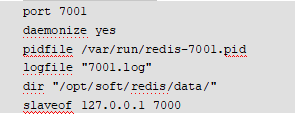 port 7001
daemonize yes
pidfile /var/run/redis-7001.pid
logfile "7001.log"
dir "/opt/soft/redis/data/"
slaveof 127.0.0.1 7000